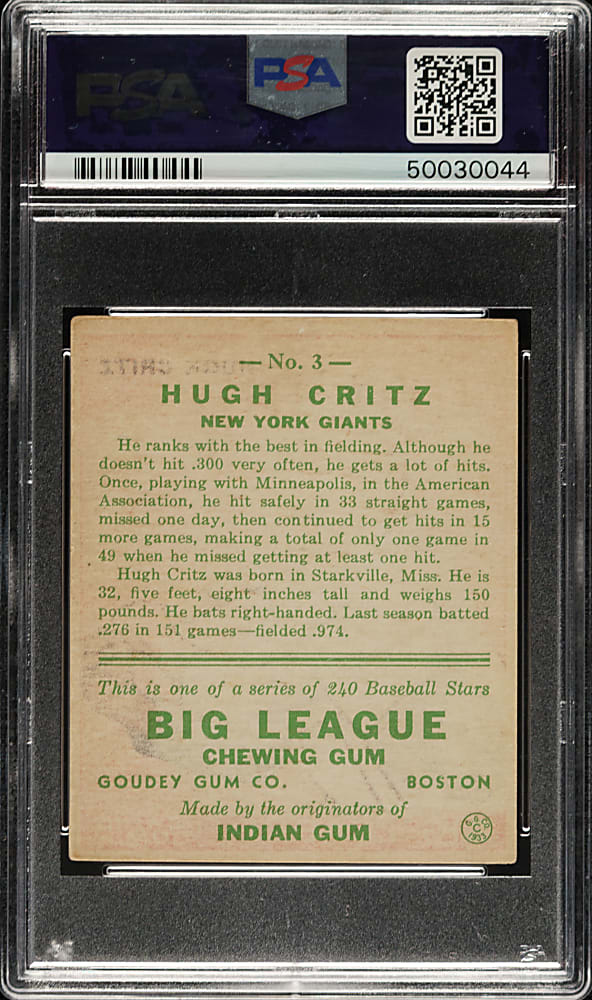 PSA
PSA
50030044
— No. 3 —
HUGH CRITZ
NEW YORK GIANTS
He ranks with the best in fielding. Although he
doesn't hit .300 very often, he gets a lot of hits.
Once, playing with Minneapolis, in the American
Association, he hit safely in 33 straight games,
missed one day, then continued to get hits in 15
more games, making a total of only one game in
49 when he missed getting at least one hit.
Hugh Critz was born in Starkville, Miss. He is
32, five feet, eight inches tall and weighs 150
pounds. He bats right-handed. Last season batted
.276 in 151 games—fielded .974.
This is one of a series of 240 Baseball Stars
BIG LEAGUE
CHEWING GUM
GOUDEY GUM CO. BOSTON
Made by the originators of
INDIAN GUM
G. G. CO.
C
1933
PSA